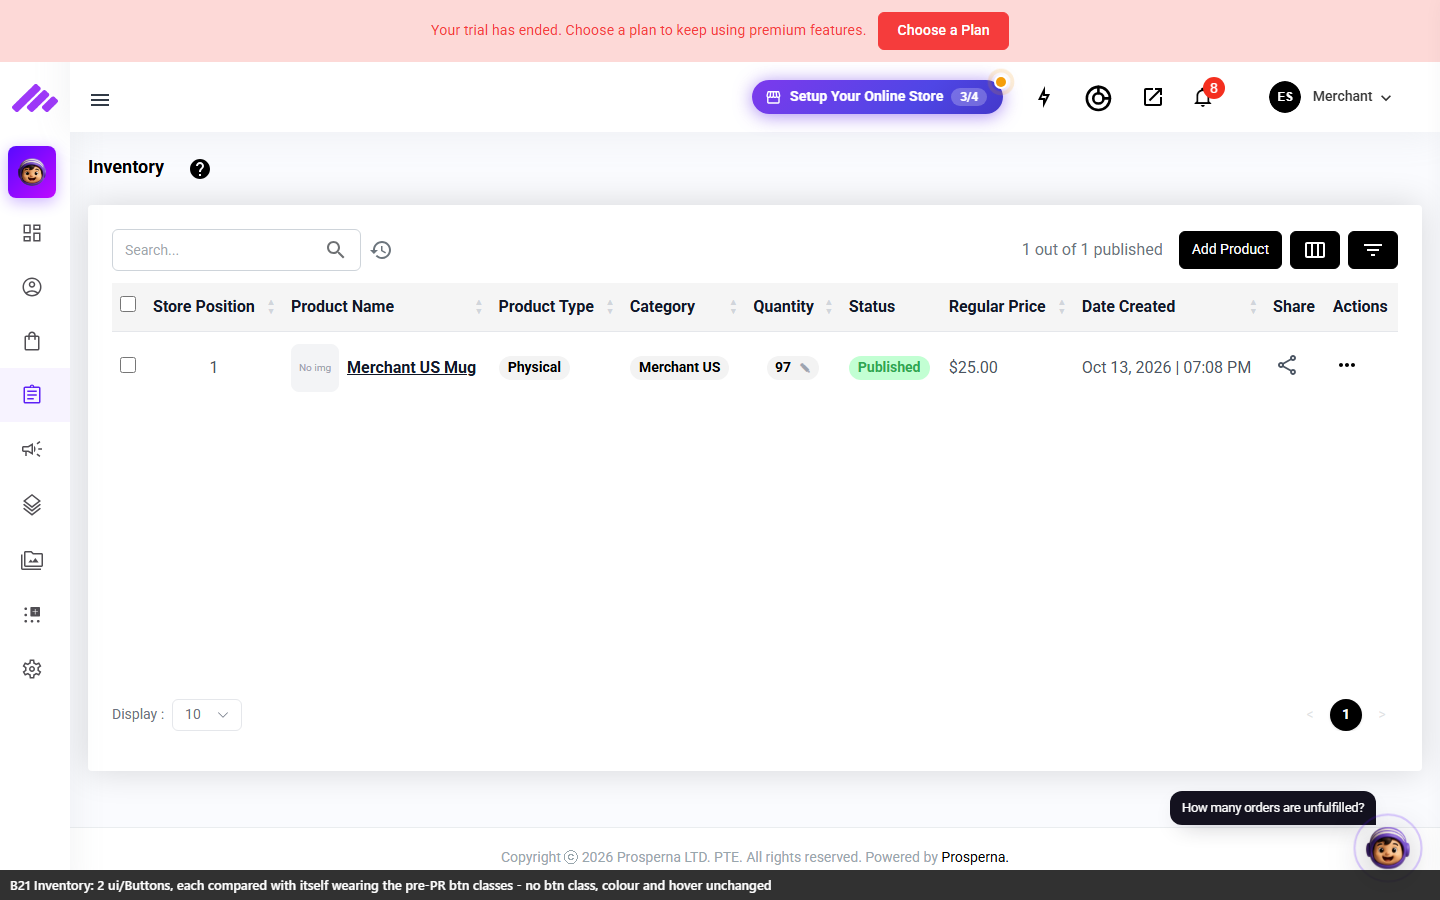 Your trial has ended. Choose a plan to keep using premium features. Choose a Plan
Setup Your Online Store 3/4
8
ES Merchant
Inventory
Search... 1 out of 1 published Add Product
Store Position Product Name Product Type Category Quantity Status Regular Price Date Created Share Actions
1 No img Merchant US Mug Physical Merchant US 97 Published $25.00 Oct 13, 2026 | 07:08 PM
Display : 10 < 1 >
How many orders are unfulfilled?
Copyright © 2026 Prosperna LTD. PTE. All rights reserved. Powered by Prosperna.
B21 Inventory: 2 ui/Buttons, each compared with itself wearing the pre-PR btn classes - no btn class, colour and hover unchanged